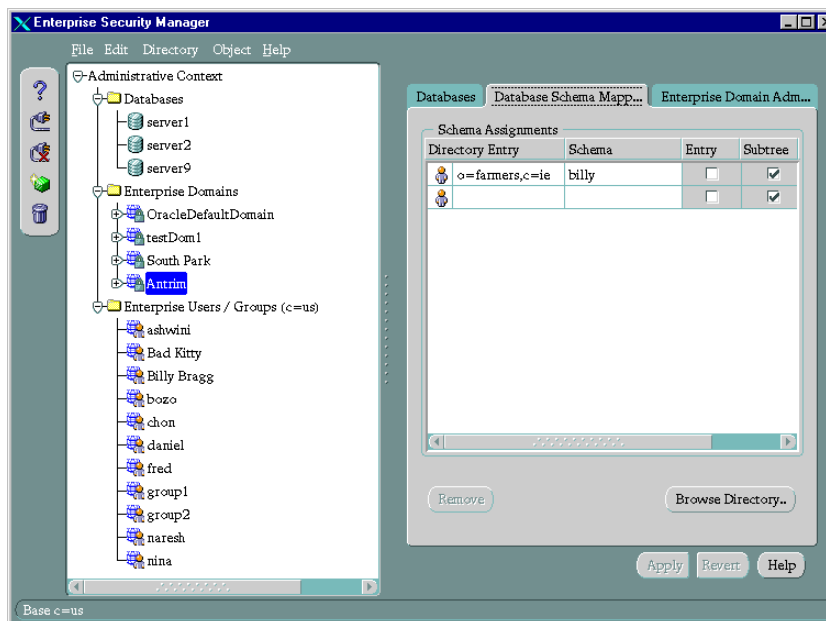 Enterprise Security Manager
File Edit Directory Object Help
Administrative Context
Databases
server1
server2
server9
Enterprise Domains
OracleDefaultDomain
testDom1
South Park
Antrim
Enterprise Users / Groups (c=us)
ashwini
Bad Kitty
Billy Bragg
bozo
chon
daniel
fred
group1
group2
naresh
nina
Databases Database Schema Mapp... Enterprise Domain Adm...
Schema Assignments
Directory Entry Schema Entry Subtree
o=farmers,c=ie billy
Remove Browse Directory..
Apply Revert Help
Base c=us